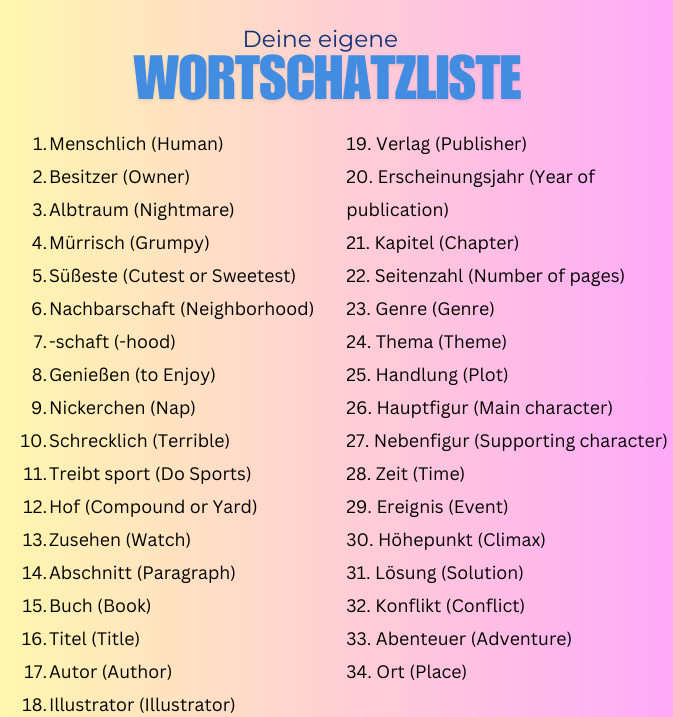 Deine eigene
WORTSCHATZLISTE
1. Menschlich (Human)
2. Besitzer (Owner)
3. Albtraum (Nightmare)
4. Mürrisch (Grumpy)
5. Süßeste (Cutest or Sweetest)
6. Nachbarschaft (Neighborhood)
7. -schaft (-hood)
8. Genießen (to Enjoy)
9. Nickerchen (Nap)
10. Schrecklich (Terrible)
11. Treibt sport (Do Sports)
12. Hof (Compound or Yard)
13. Zusehen (Watch)
14. Abschnitt (Paragraph)
15. Buch (Book)
16. Titel (Title)
17. Autor (Author)
18. Illustrator (Illustrator)
19. Verlag (Publisher)
20. Erscheinungsjahr (Year of
publication)
21. Kapitel (Chapter)
22. Seitenzahl (Number of pages)
23. Genre (Genre)
24. Thema (Theme)
25. Handlung (Plot)
26. Hauptfigur (Main character)
27. Nebenfigur (Supporting character)
28. Zeit (Time)
29. Ereignis (Event)
30. Höhepunkt (Climax)
31. Lösung (Solution)
32. Konflikt (Conflict)
33. Abenteuer (Adventure)
34. Ort (Place)